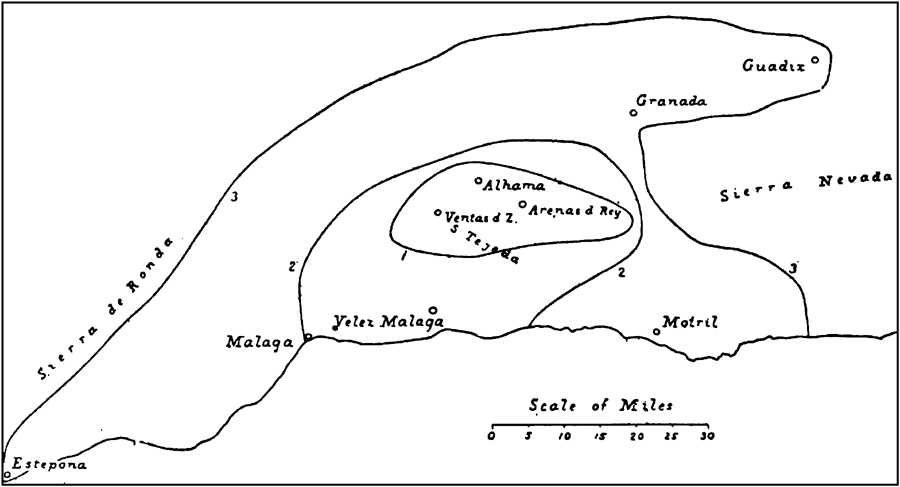 Guadix
Granada
Sierra Nevada
3
Alhama
Arenas d Rey
Ventas d Z.
S Tejeda
1
2
2
3
Sierra de Ronda
Velez Malaga
Motril
Malaga
Scale of Miles
0 5 10 15 20 25 30
Estepona